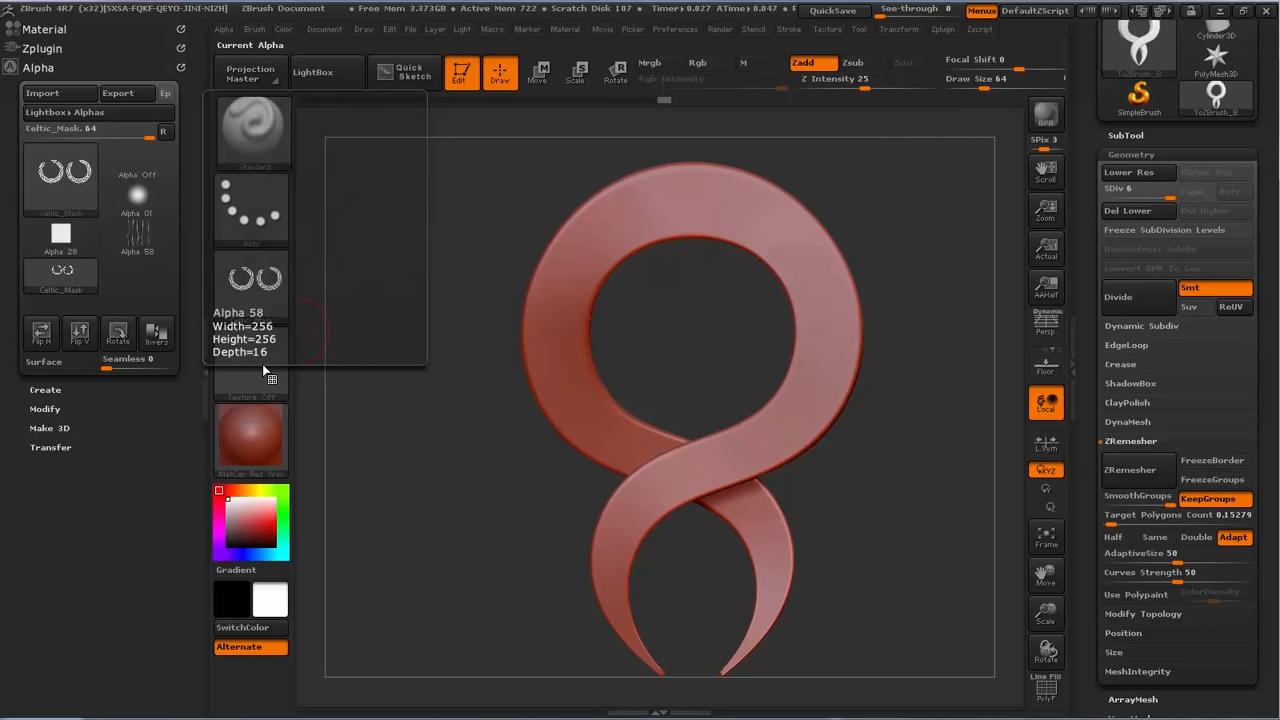 ZBrush 4R7 (x32)[SXSA-FQKF-QEYO-JINI-NIZH]   ZBrush Document   • Free Mem 3.373GB • Active Mem 722 • Scratch Disk 107 • Timer▶0.027 ATime▶0.047   QuickSave   See-through 0   Menus   DefaultZScript
Alpha Brush Color Document Draw Edit File Layer Light Macro Marker Material Movie Picker Preferences Render Stencil Stroke Texture Tool Transform Zplugin Zscript
Material
Zplugin
Alpha
Import
Export
Ep
Lightbox▸Alphas
Celtic_Mask. 64
R
Celtic_Mask
Alpha Off
Alpha 01
Alpha 28
Alpha 58
Celtic_Mask
Flip H
Flip V
Rotate
Invers
Surface
Seamless 0
Create
Modify
Make 3D
Transfer
Current Alpha
Projection
Master
LightBox
Quick
Sketch
Edit
Draw
Move
Scale
Rotate
Mrgb
Rgb
M
Rgb Intensity
Zadd
Zsub
Zcut
Z Intensity 25
Focal Shift 0
Draw Size 64
Standard
Dots
Alpha 58
Width=256
Height=256
Depth=16
Texture Off
MatCap Red Wax
Gradient
SwitchColor
Alternate
BPR
SPix 3
Scroll
Zoom
Actual
AAHalf
Dynamic
Persp
Floor
Local
L.Sym
XYZ
Frame
Move
Scale
Rotate
Line Fill
PolyF
Cylinder3D
ToZBrush_B
PolyMesh3D
SimpleBrush
ToZBrush_B
SubTool
Geometry
Lower Res
Higher Res
SDiv 6
Cage
Rstr
Del Lower
Del Higher
Freeze SubDivision Levels
Reconstruct Subdiv
Convert BPR To Geo
Divide
Smt
Suv
ReUV
Dynamic Subdiv
EdgeLoop
Crease
ShadowBox
ClayPolish
DynaMesh
ZRemesher
ZRemesher
FreezeBorder
FreezeGroups
SmoothGroups
KeepGroups
Target Polygons Count 0.15279
Half
Same
Double
Adapt
AdaptiveSize 50
Curves Strength 50
Use Polypaint
ColorDensity
Modify Topology
Position
Size
MeshIntegrity
ArrayMesh